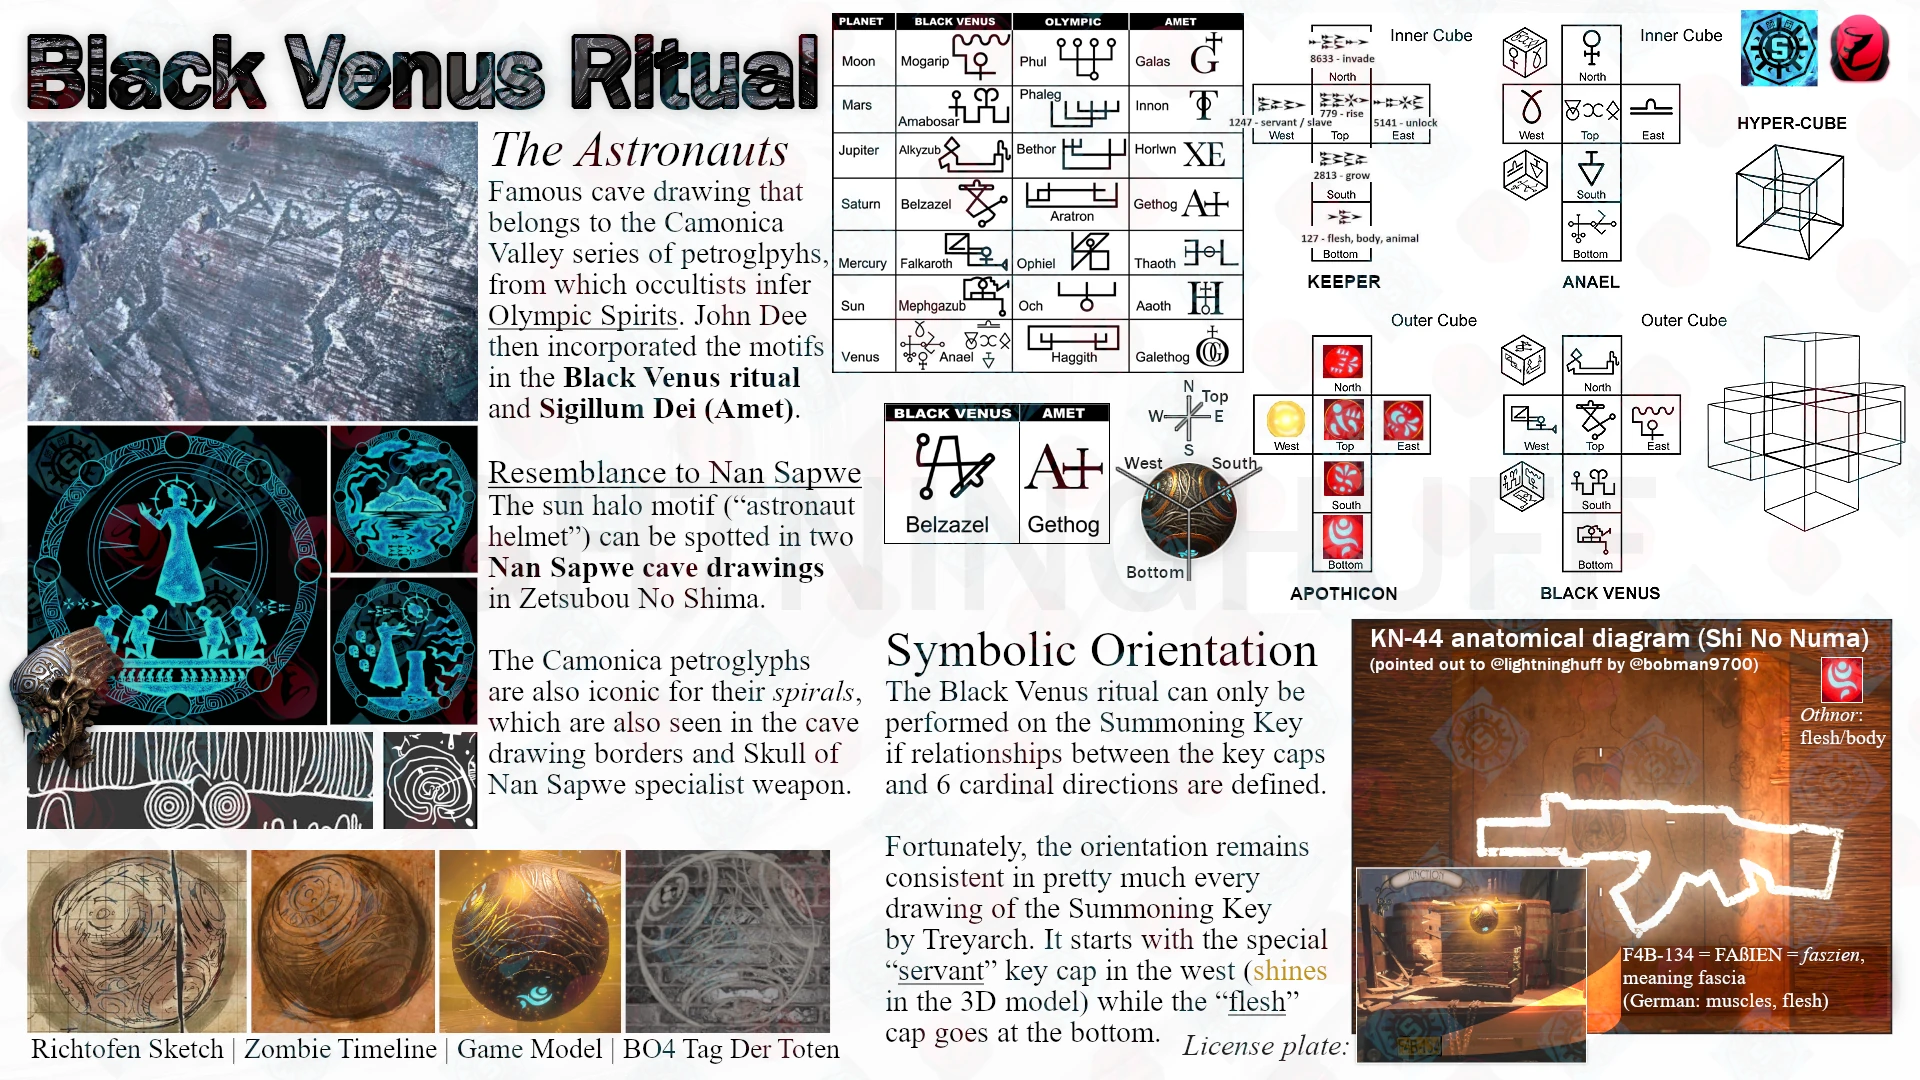 Black Venus Ritual
The Astronauts
Famous cave drawing that
belongs to the Camonica
Valley series of petroglpyhs,
from which occultists infer
Olympic Spirits. John Dee
then incorporated the motifs
in the Black Venus ritual
and Sigillum Dei (Amet).
Resemblance to Nan Sapwe
The sun halo motif (“astronaut
helmet”) can be spotted in two
Nan Sapwe cave drawings
in Zetsubou No Shima.
The Camonica petroglyphs
are also iconic for their spirals,
which are also seen in the cave
drawing borders and Skull of
Nan Sapwe specialist weapon.
Richtofen Sketch | Zombie Timeline | Game Model | BO4 Tag Der Toten
PLANET BLACK VENUS OLYMPIC AMET
Moon Mogarip Phul Galas
Mars Amabosar Phaleg Innon
Jupiter Alkyzub Bethor Horlwn
Saturn Belzazel Aratron Gethog
Mercury Falkaroth Ophiel Thaoth
Sun Mephgazub Och Aaoth
Venus Anael Haggith Galethog
BLACK VENUS AMET
Belzazel Gethog
N
Top
W E
S
West South
Bottom
Inner Cube
8633 - invade
North
1247 - servant / slave
West
779 - rise
Top
5141 - unlock
East
2813 - grow
South
127 - flesh, body, animal
Bottom
KEEPER
Inner Cube
North
West Top East
South
Bottom
ANAEL
HYPER-CUBE
Outer Cube
North
West Top East
South
Bottom
APOTHICON
Outer Cube
North
West Top East
South
Bottom
BLACK VENUS
Symbolic Orientation
The Black Venus ritual can only be
performed on the Summoning Key
if relationships between the key caps
and 6 cardinal directions are defined.
Fortunately, the orientation remains
consistent in pretty much every
drawing of the Summoning Key
by Treyarch. It starts with the special
“servant” key cap in the west (shines
in the 3D model) while the “flesh”
cap goes at the bottom.
License plate:
KN-44 anatomical diagram (Shi No Numa)
(pointed out to @lightninghuff by @bobman9700)
Othnor:
flesh/body
JUNCTION
F4B-134
F4B-134 = FAßIEN = faszien,
meaning fascia
(German: muscles, flesh)